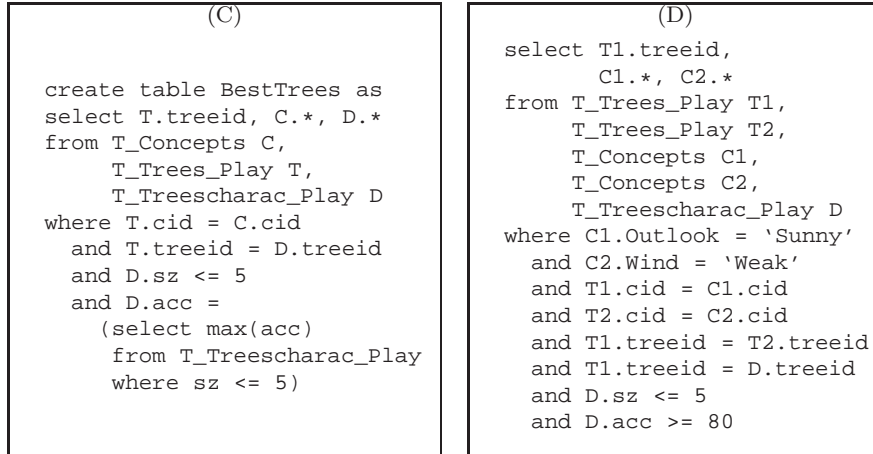 (C)
create table BestTrees as
select T.treeid, C.*, D.*
from T_Concepts C,
T_Trees_Play T,
T_Treescharac_Play D
where T.cid = C.cid
and T.treeid = D.treeid
and D.sz <= 5
and D.acc =
(select max(acc)
from T_Treescharac_Play
where sz <= 5)
(D)
select T1.treeid,
C1.*, C2.*
from T_Trees_Play T1,
T_Trees_Play T2,
T_Concepts C1,
T_Concepts C2,
T_Treescharac_Play D
where C1.Outlook = ‘Sunny’
and C2.Wind = ‘Weak’
and T1.cid = C1.cid
and T2.cid = C2.cid
and T1.treeid = T2.treeid
and T1.treeid = D.treeid
and D.sz <= 5
and D.acc >= 80